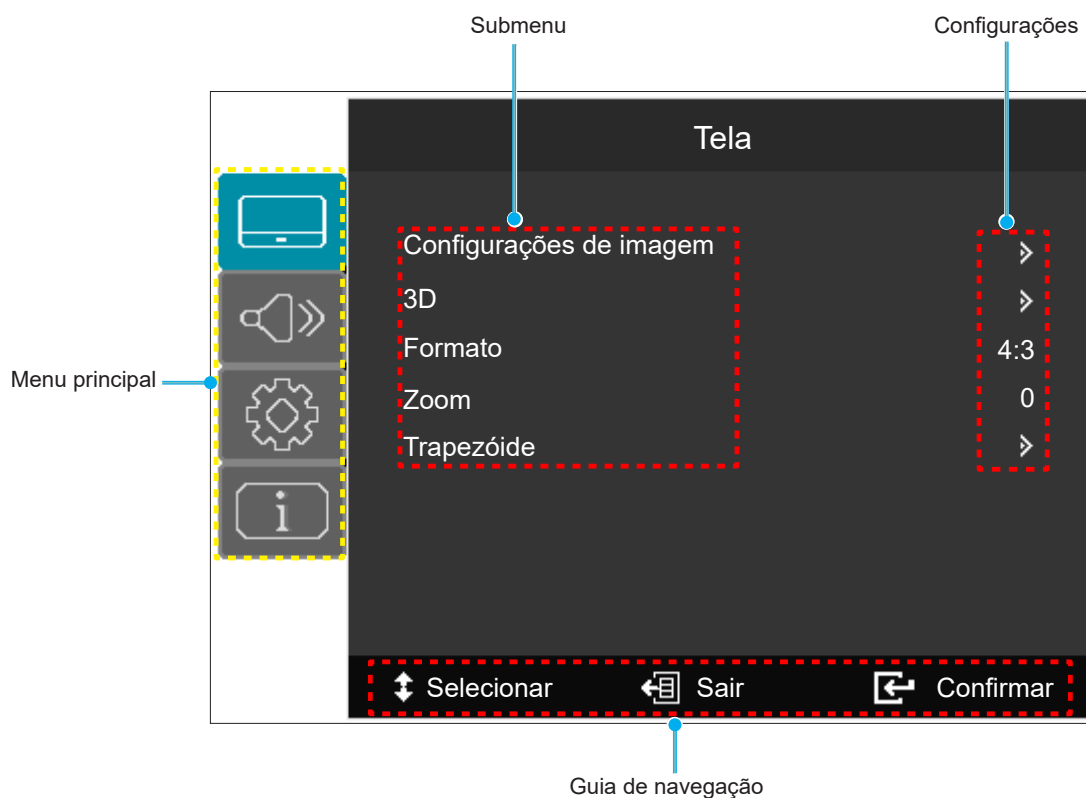 Submenu
Configurações
Tela
Configurações de imagem
3D
Formato 4:3
Zoom 0
Trapezóide
Menu principal
i
Selecionar Sair Confirmar
Guia de navegação